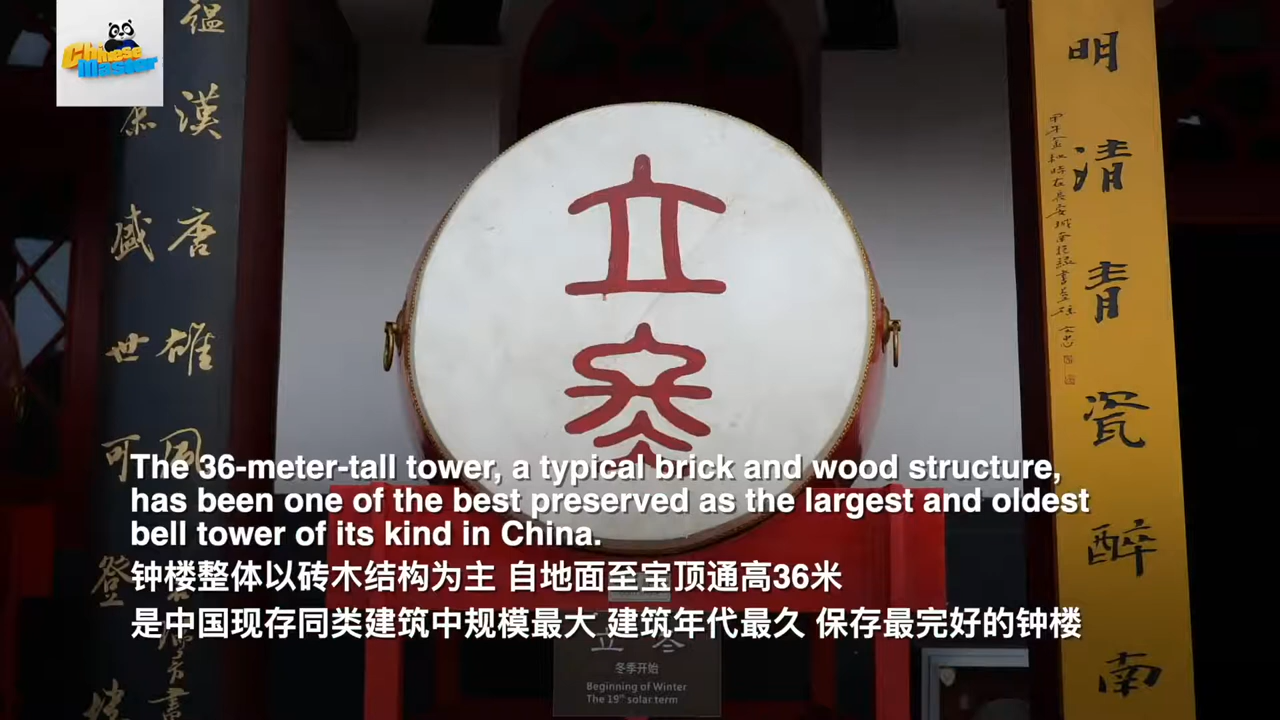 Chinese
Master
漢
唐
雄
風
盛
世
可
登
立
冬
明
清
青
瓷
醉
南
The 36-meter-tall tower, a typical brick and wood structure,
has been one of the best preserved as the largest and oldest
bell tower of its kind in China.
钟楼整体以砖木结构为主 自地面至宝顶通高36米
是中国现存同类建筑中规模最大 建筑年代最久 保存最完好的钟楼
立 冬
冬季开始
Beginning of Winter
The 19th solar term